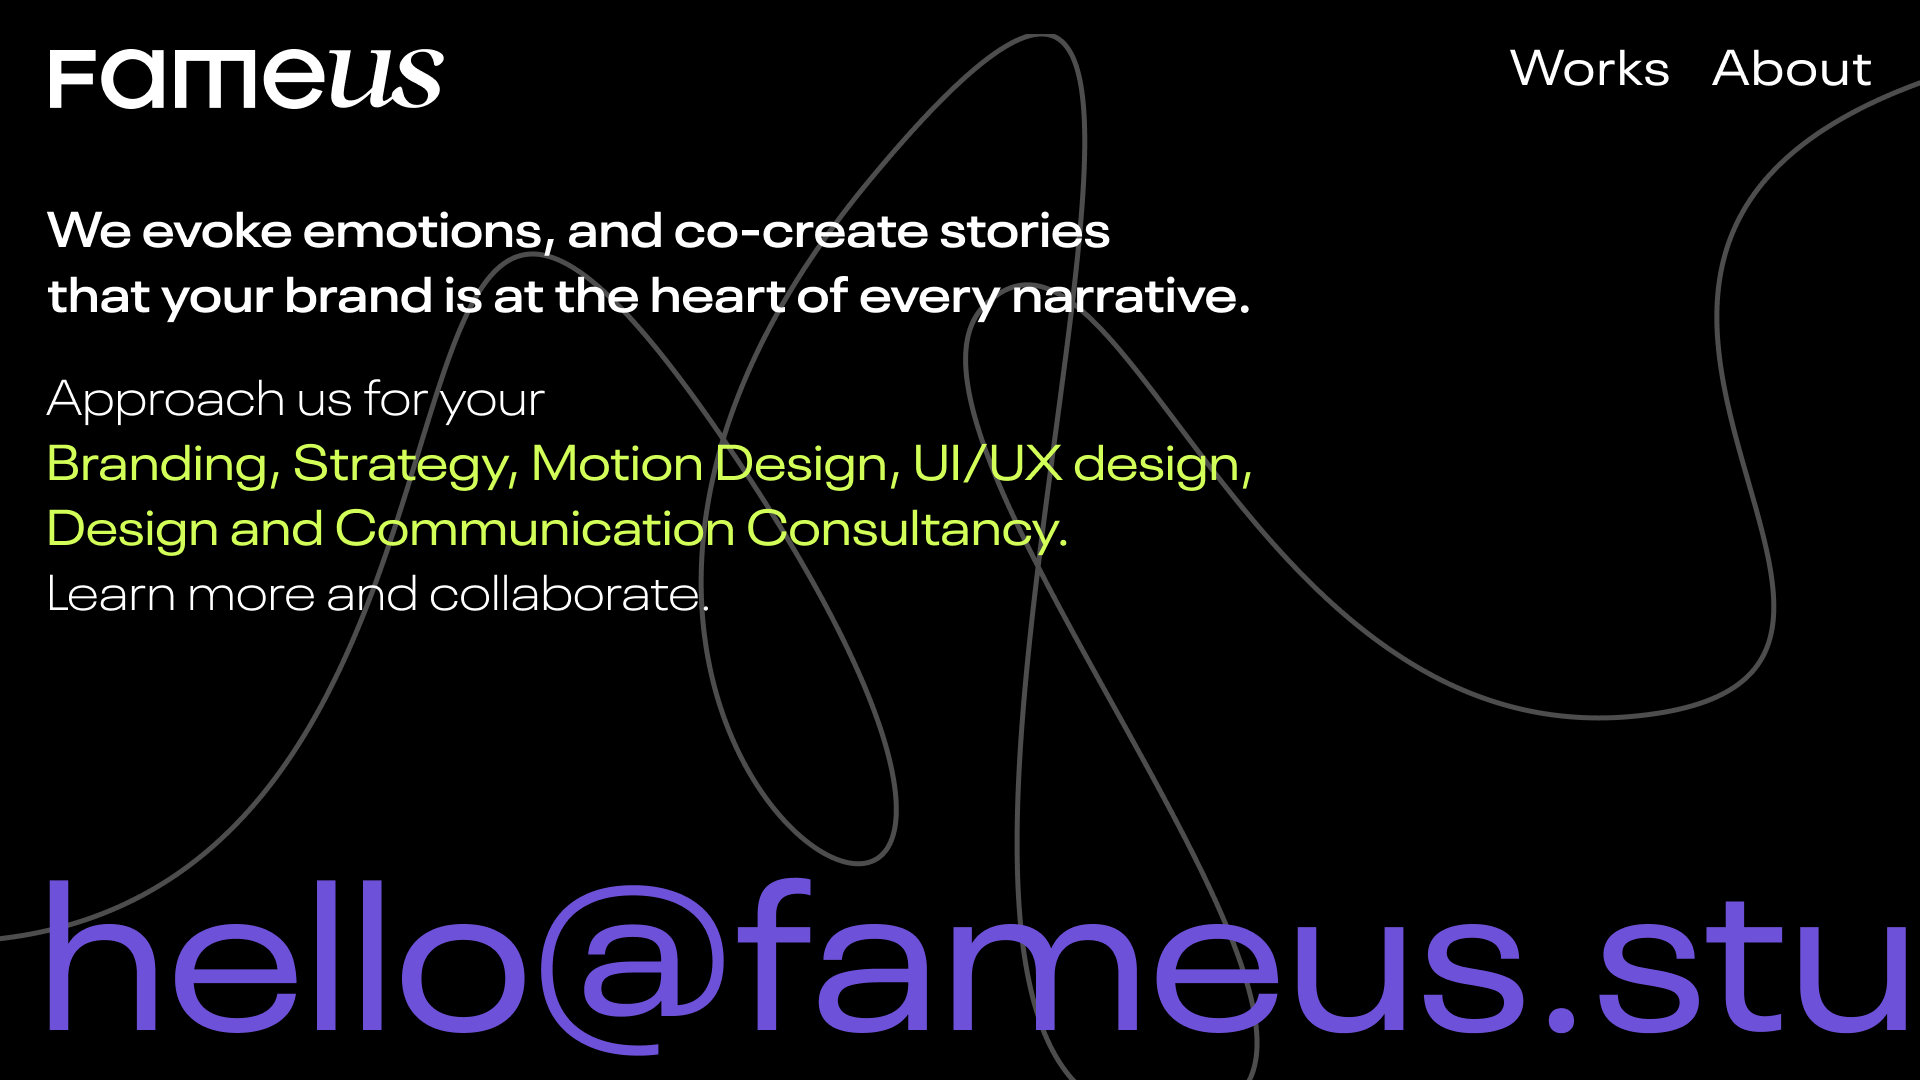 Fameus
Works About
We evoke emotions, and co-create stories
that your brand is at the heart of every narrative.
Approach us for your
Branding, Strategy, Motion Design, UI/UX design,
Design and Communication Consultancy.
Learn more and collaborate.
hello@fameus.stu